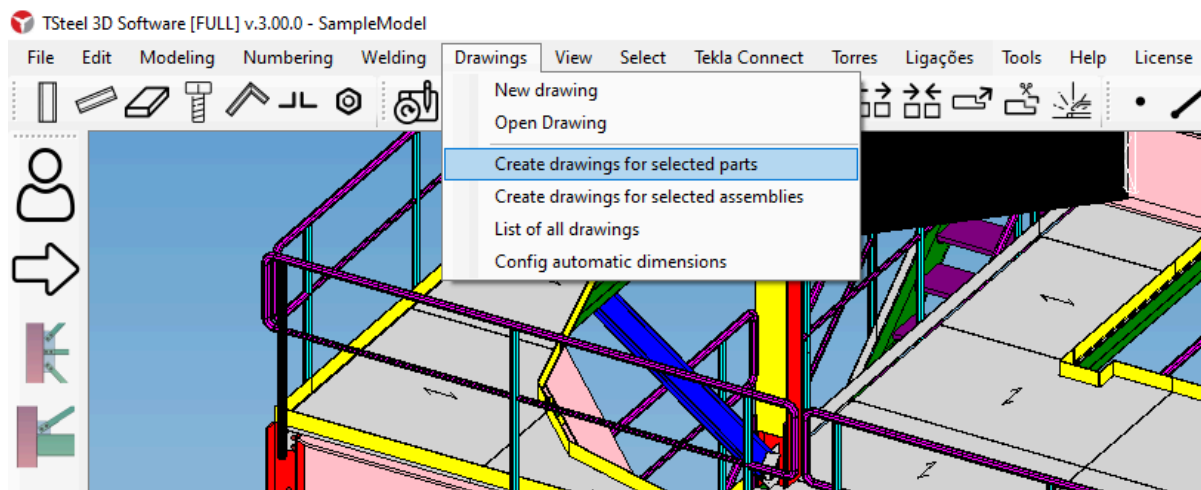 TSteel 3D Software [FULL] v.3.00.0 - SampleModel
File Edit Modeling Numbering Welding Drawings View Select Tekla Connect Torres Ligações Tools Help License
New drawing
Open Drawing
Create drawings for selected parts
Create drawings for selected assemblies
List of all drawings
Config automatic dimensions